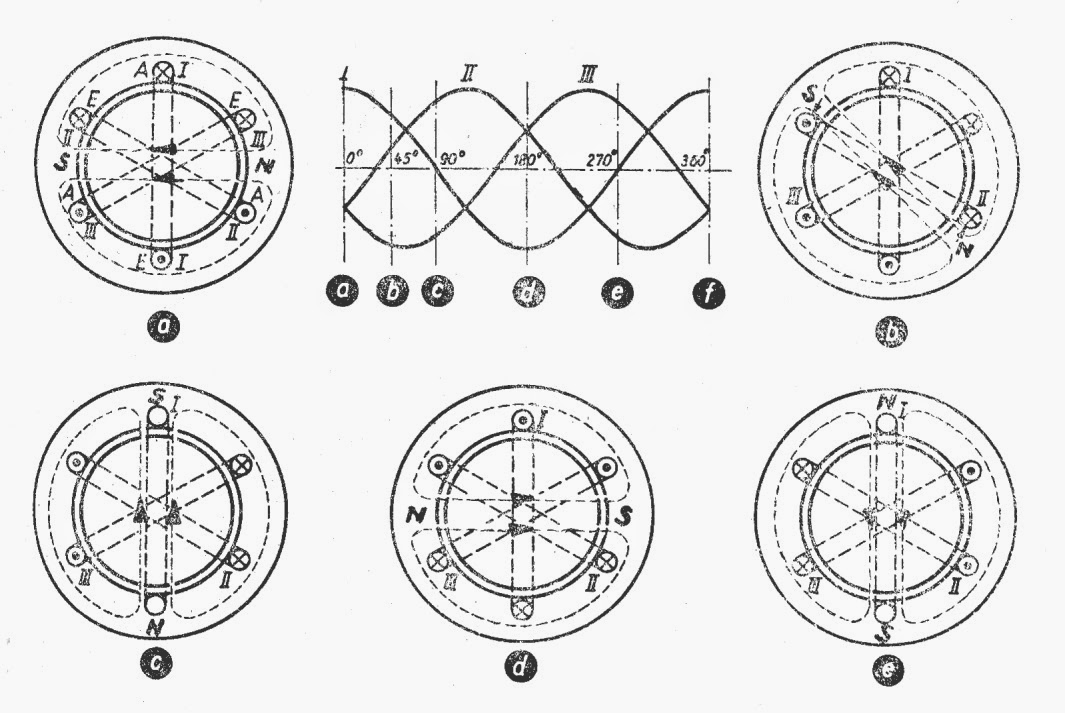 A I
E E
II III
S N
A A
III II
E I
a
I II III
0° 45° 90° 180° 270° 360°
a b c d e f
I
S
III II
N
b
S
I
III II
N
c
I
N S
III II
d
N
I
III II
S
e